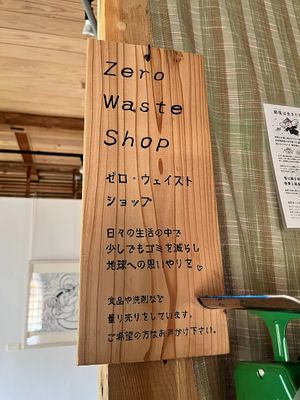 Zero
Waste
Shop
ゼロ・ウェイスト
ショップ
日々の生活の中で
少しでもゴミを減らし
地球への思いやりを♡
食品や洗剤など
量り売りをしています。
ご希望の方はお声かけ下さい。